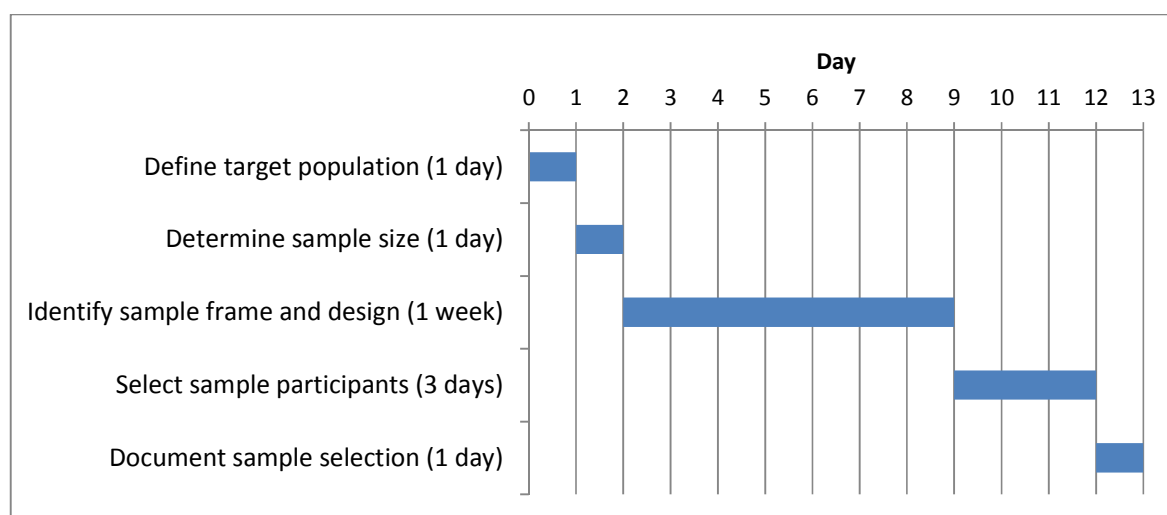 Day
0 1 2 3 4 5 6 7 8 9 10 11 12 13
Define target population (1 day)
Determine sample size (1 day)
Identify sample frame and design (1 week)
Select sample participants (3 days)
Document sample selection (1 day)